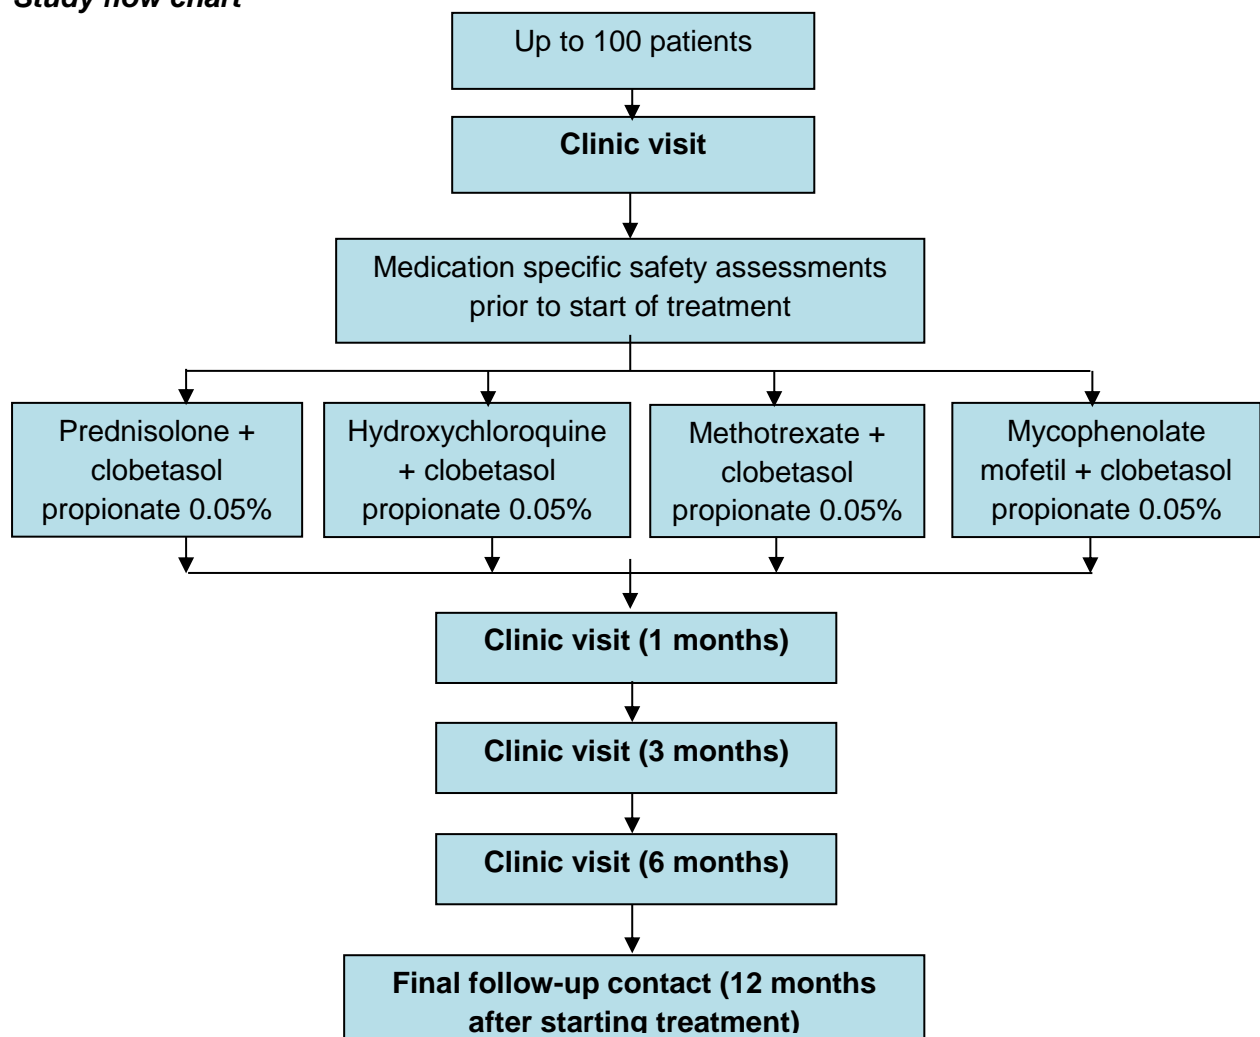 Study flow chart
Up to 100 patients
Clinic visit
Medication specific safety assessments
prior to start of treatment
Prednisolone +
clobetasol
propionate 0.05%
Hydroxychloroquine
+ clobetasol
propionate 0.05%
Methotrexate +
clobetasol
propionate 0.05%
Mycophenolate
mofetil + clobetasol
propionate 0.05%
Clinic visit (1 months)
Clinic visit (3 months)
Clinic visit (6 months)
Final follow-up contact (12 months
after starting treatment)